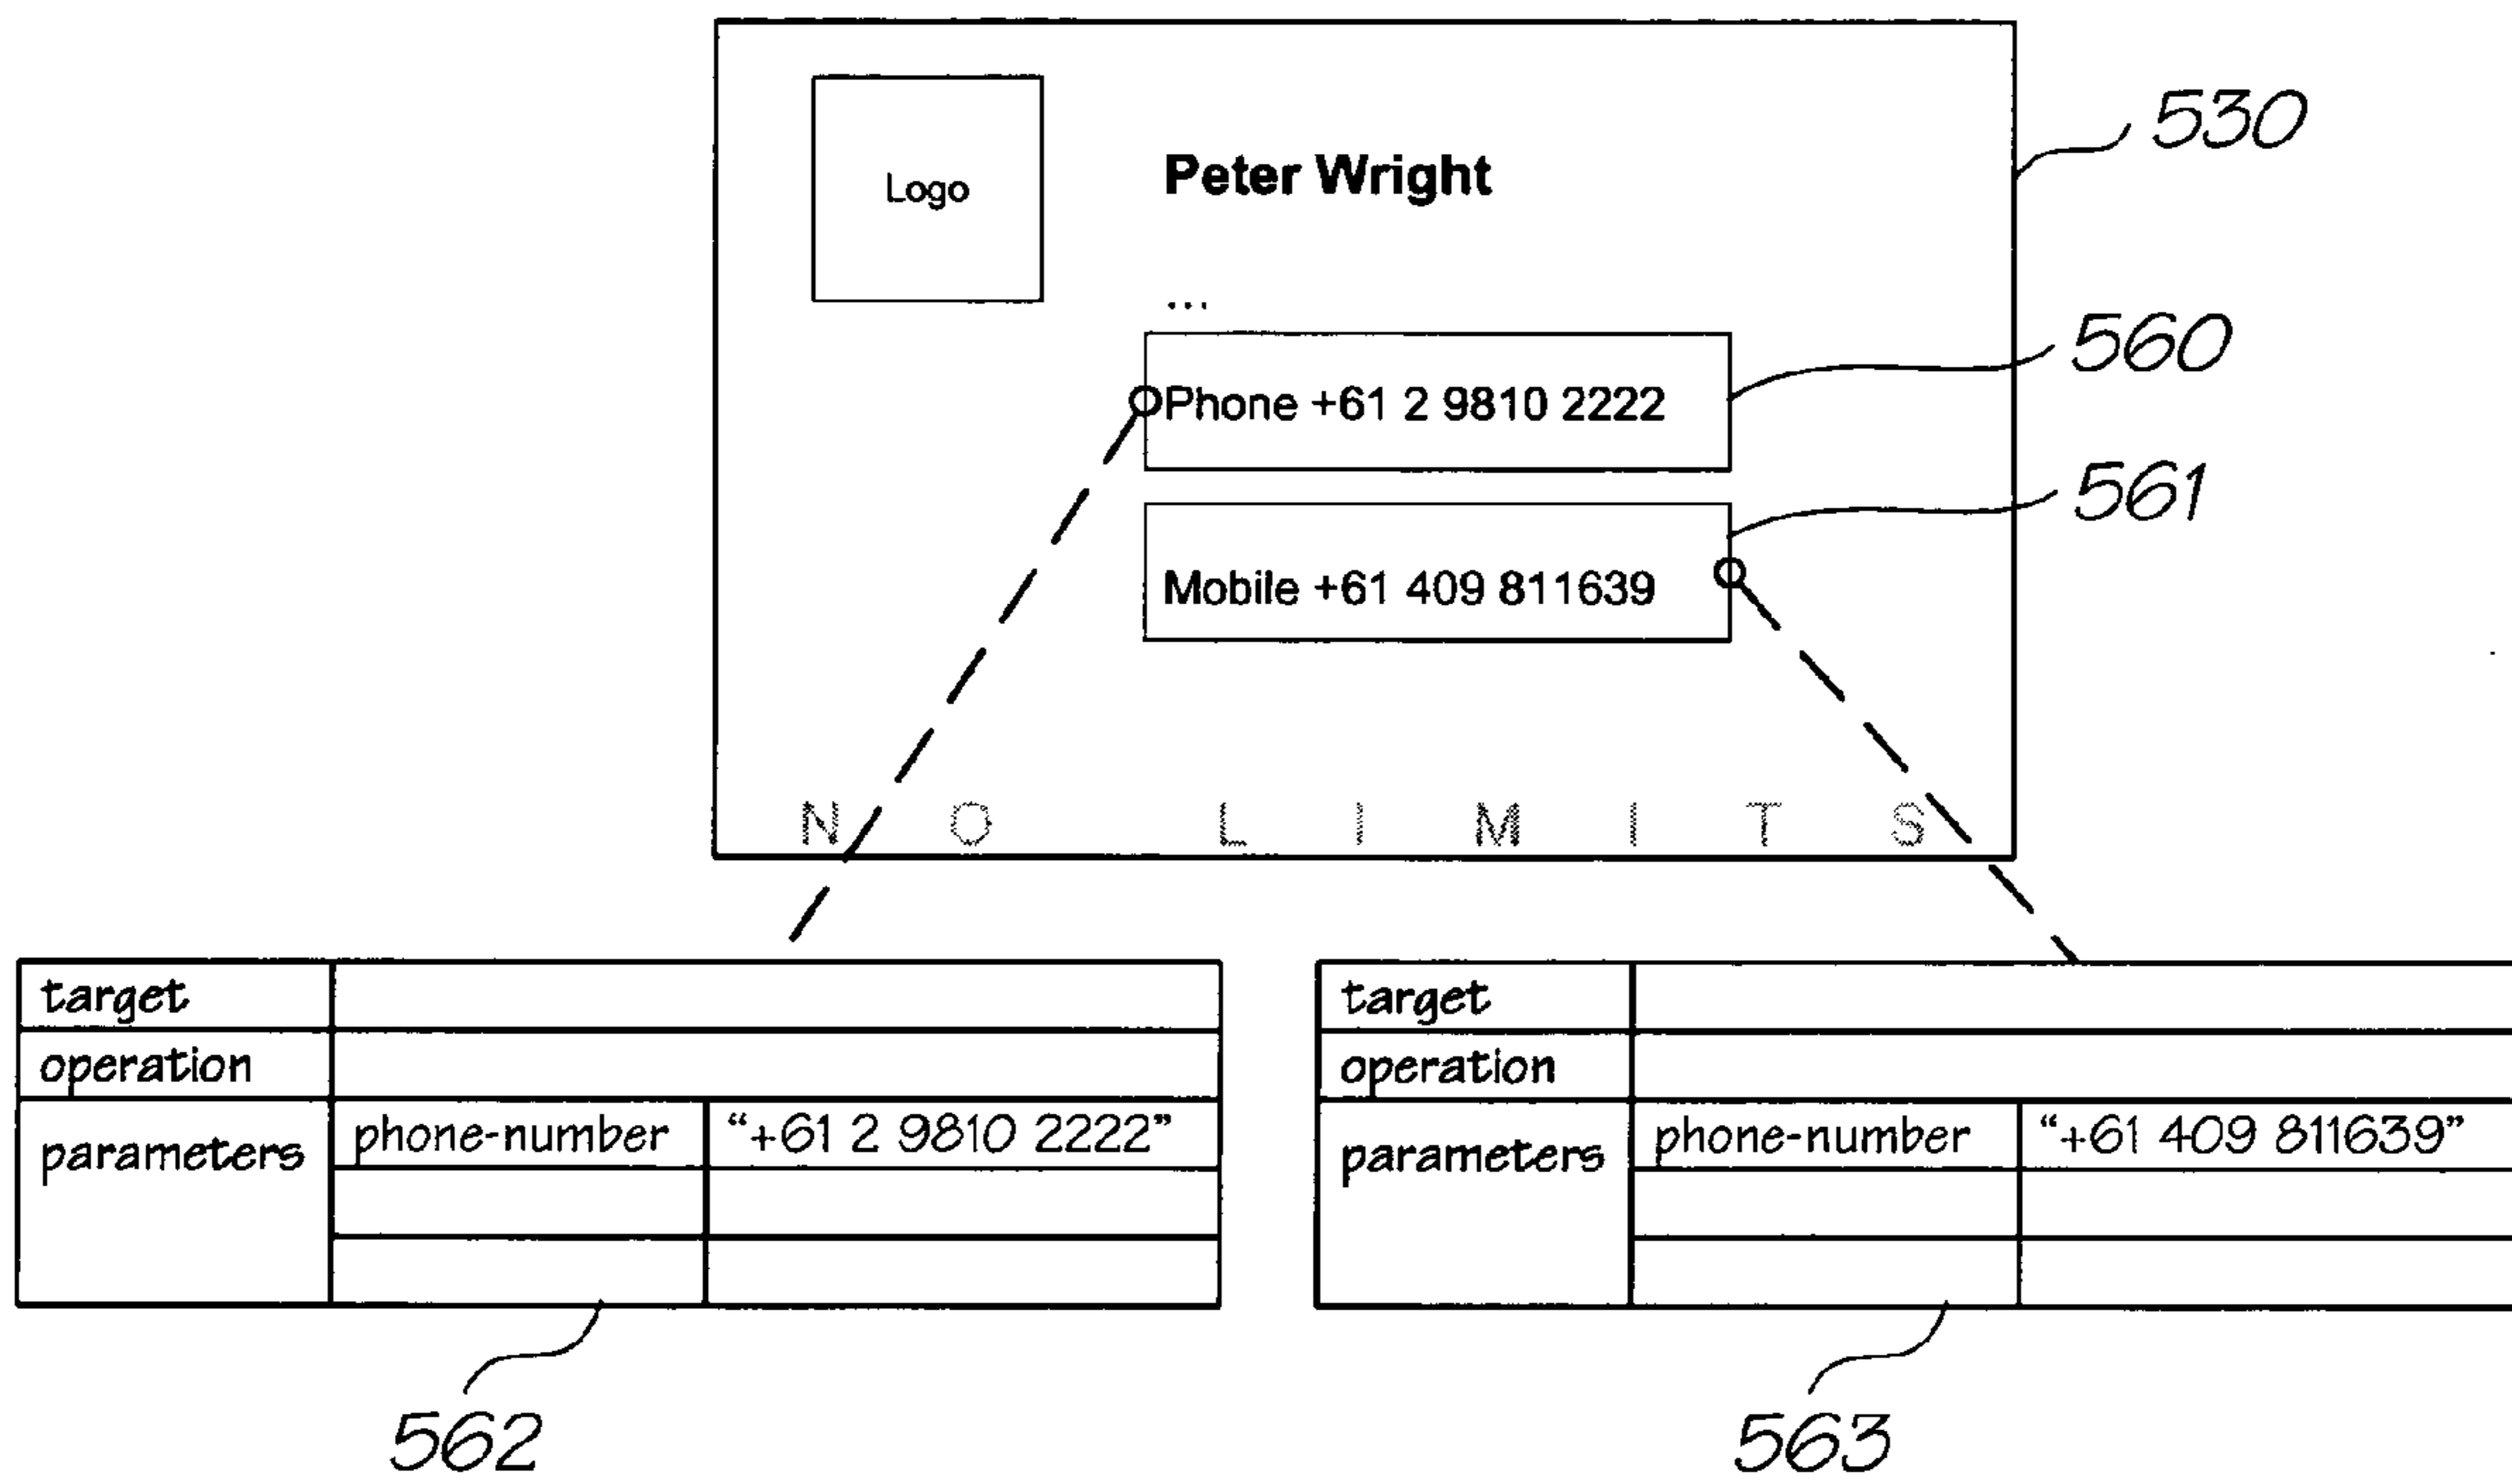 530
Logo
Peter Wright
...
560
Phone +61 2 9810 2222
561
Mobile +61 409 811639
N O L I M I T S
target
operation
parameters phone-number “+61 2 9810 2222”
562
target
operation
parameters phone-number “+61 409 811639”
563